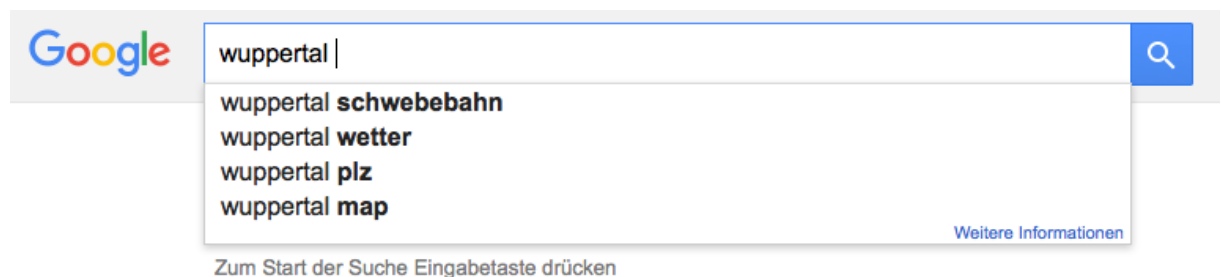 Google wuppertal
wuppertal schwebebahn
wuppertal wetter
wuppertal plz
wuppertal map
Weitere Informationen
Zum Start der Suche Eingabetaste drücken